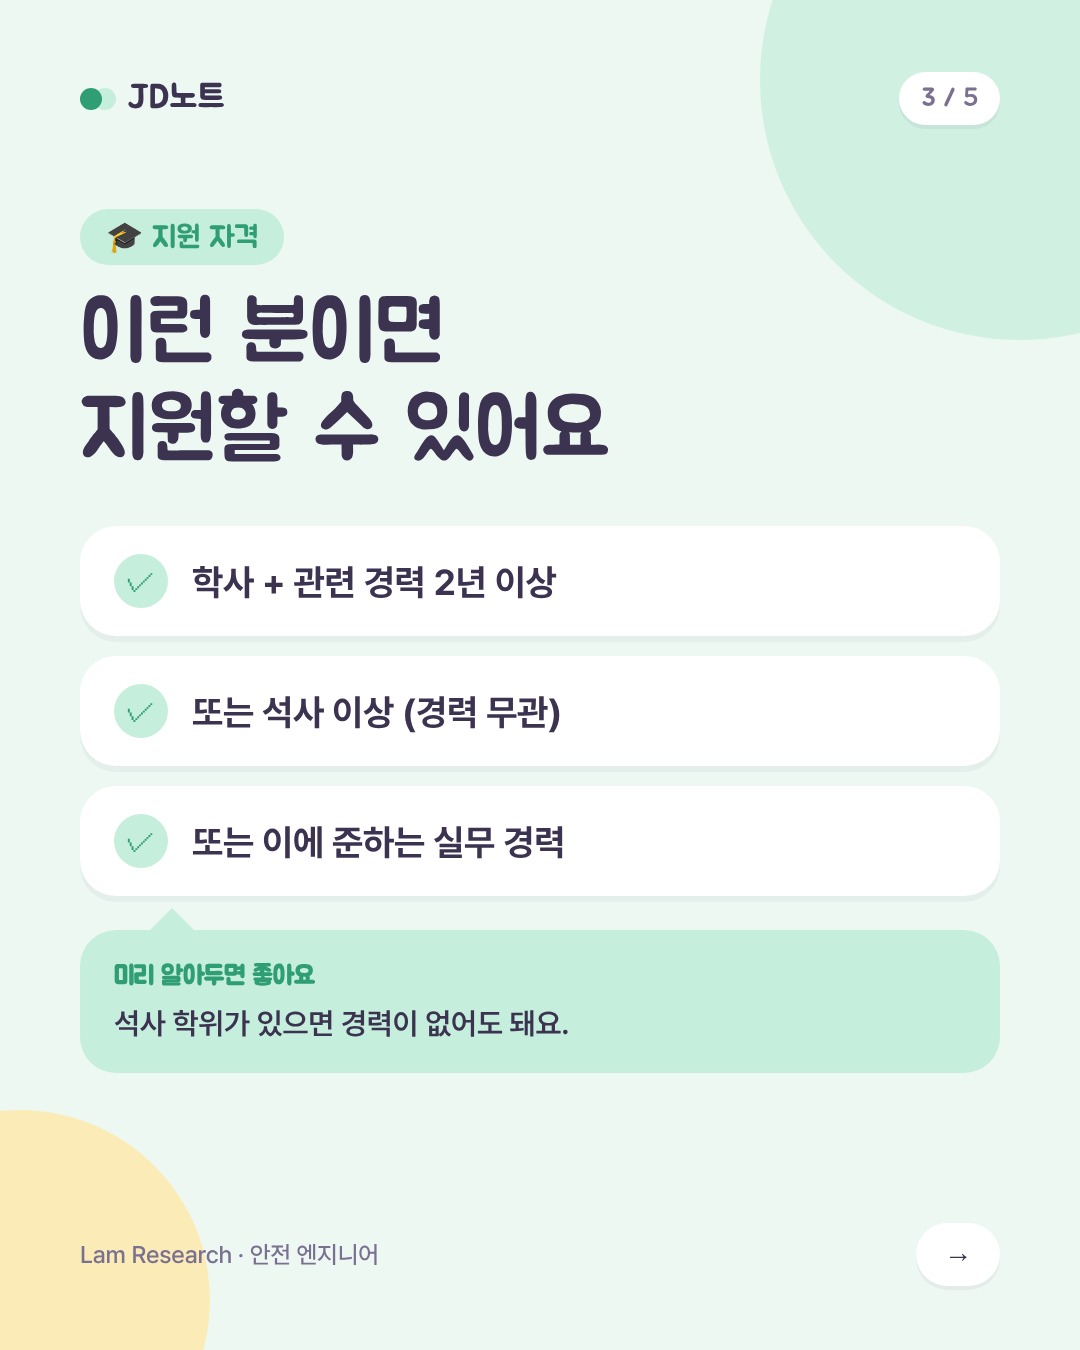 JD노트
3 / 5
🎓 지원 자격
이런 분이면
지원할 수 있어요
✓ 학사 + 관련 경력 2년 이상
✓ 또는 석사 이상 (경력 무관)
✓ 또는 이에 준하는 실무 경력
미리 알아두면 좋아요
석사 학위가 있으면 경력이 없어도 돼요.
Lam Research · 안전 엔지니어
→